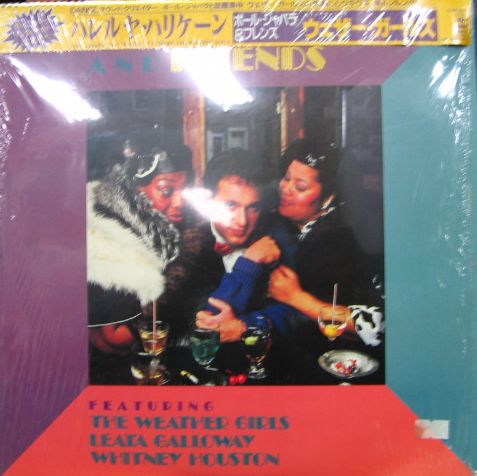 ハレルヤ・ハリケーン
ポール・ジャバラ
&フレンズ
ウェザー・ガールズ
AND FRIENDS
FEATURING
THE WEATHER GIRLS
LEATA GALLOWAY
WHITNEY HOUSTON